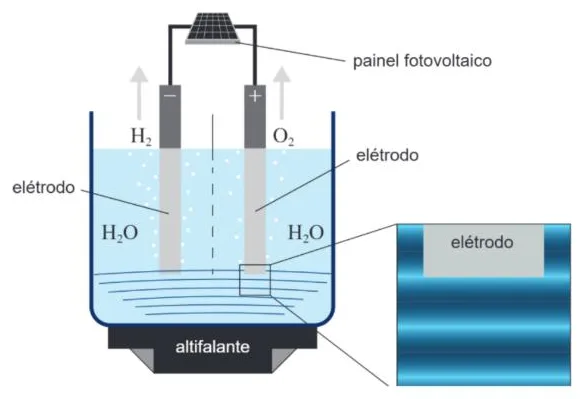 painel fotovoltaico
− +
H₂ O₂
elétrodo
elétrodo
H₂O H₂O
elétrodo
altifalante